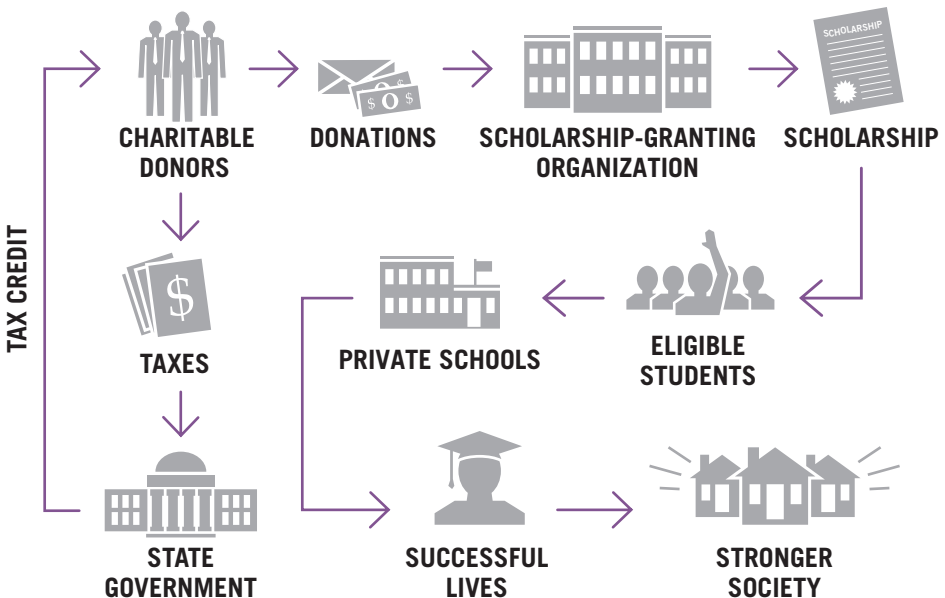 SCHOLARSHIP
CHARITABLE
DONORS
$ O $
$
DONATIONS
SCHOLARSHIP-GRANTING
ORGANIZATION
SCHOLARSHIP
TAX CREDIT
$
TAXES
PRIVATE SCHOOLS
ELIGIBLE
STUDENTS
STATE
GOVERNMENT
SUCCESSFUL
LIVES
STRONGER
SOCIETY